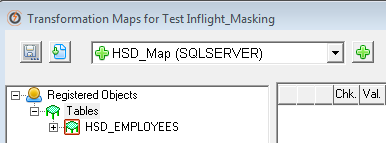 Transformation Maps for Test Inflight_Masking
HSD_Map (SQLSERVER)
Chk. Val.
Registered Objects
Tables
HSD_EMPLOYEES